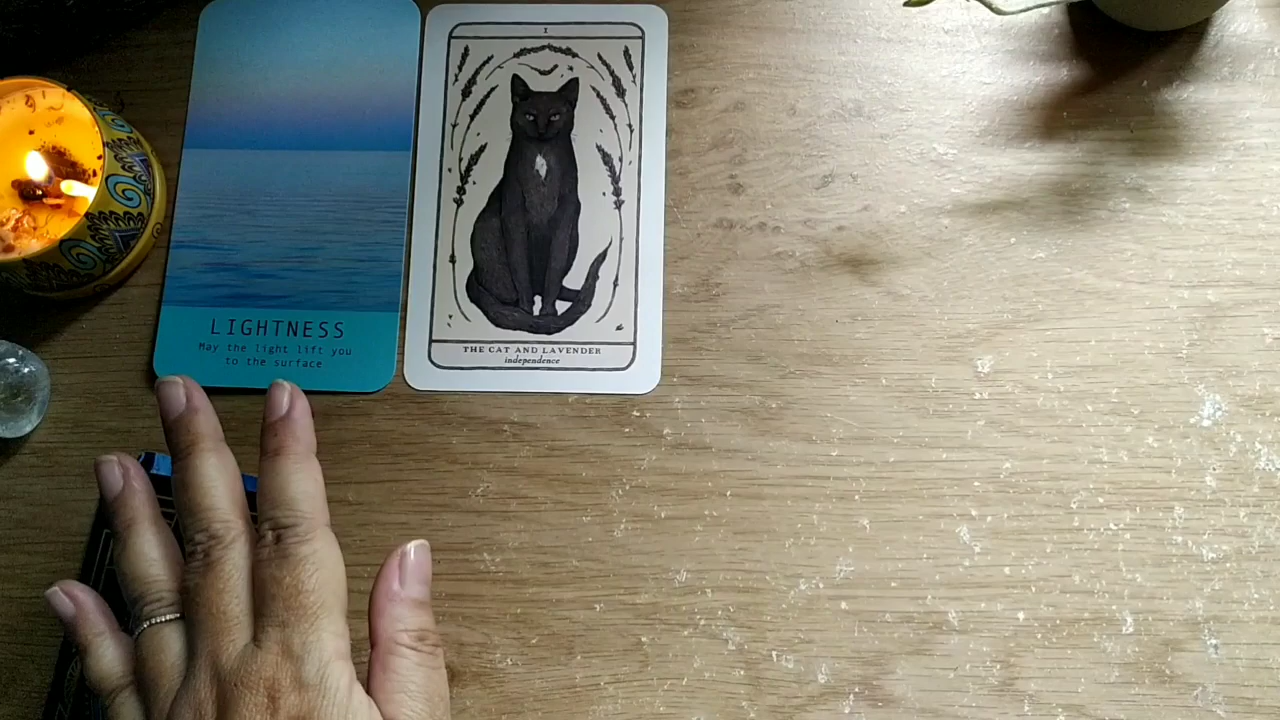 LIGHTNESS
May the light lift you
to the surface
I
THE CAT AND LAVENDER
independence